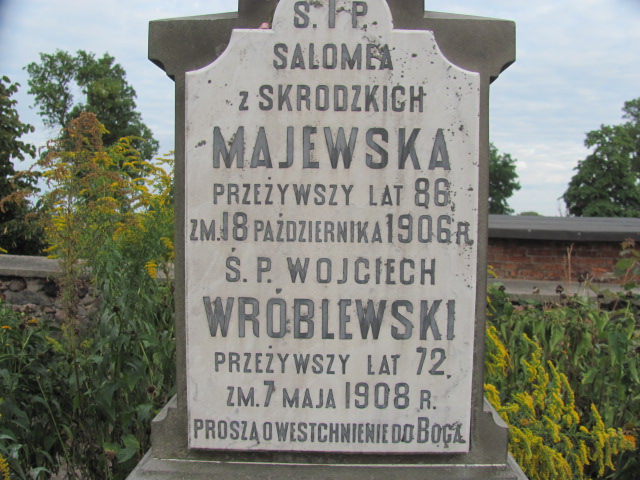 Ś. i P.
SALOMEA
z SKRODZKICH
MAJEWSKA
PRZEŻYWSZY LAT 86
ZM. 18 PAŹDZIERNIKA 1906 R.
Ś. P. WOJCIECH
WRÓBLEWSKI
PRZEŻYWSZY LAT 72,
ZM. 7 MAJA 1908 R.
PROSZĄ O WESTCHNIENIE DO BOGA